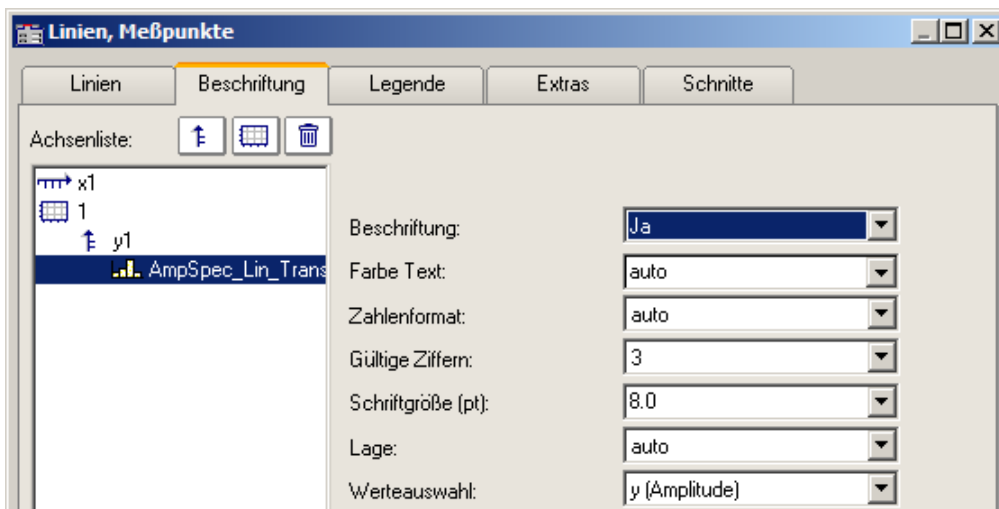 Linien, Meßpunkte
Linien Beschriftung Legende Extras Schnitte
Achsenliste:
x1
1
y1
AmpSpec_Lin_Trans
Beschriftung: Ja
Farbe Text: auto
Zahlenformat: auto
Gültige Ziffern: 3
Schriftgröße (pt): 8.0
Lage: auto
Werteauswahl: y (Amplitude)